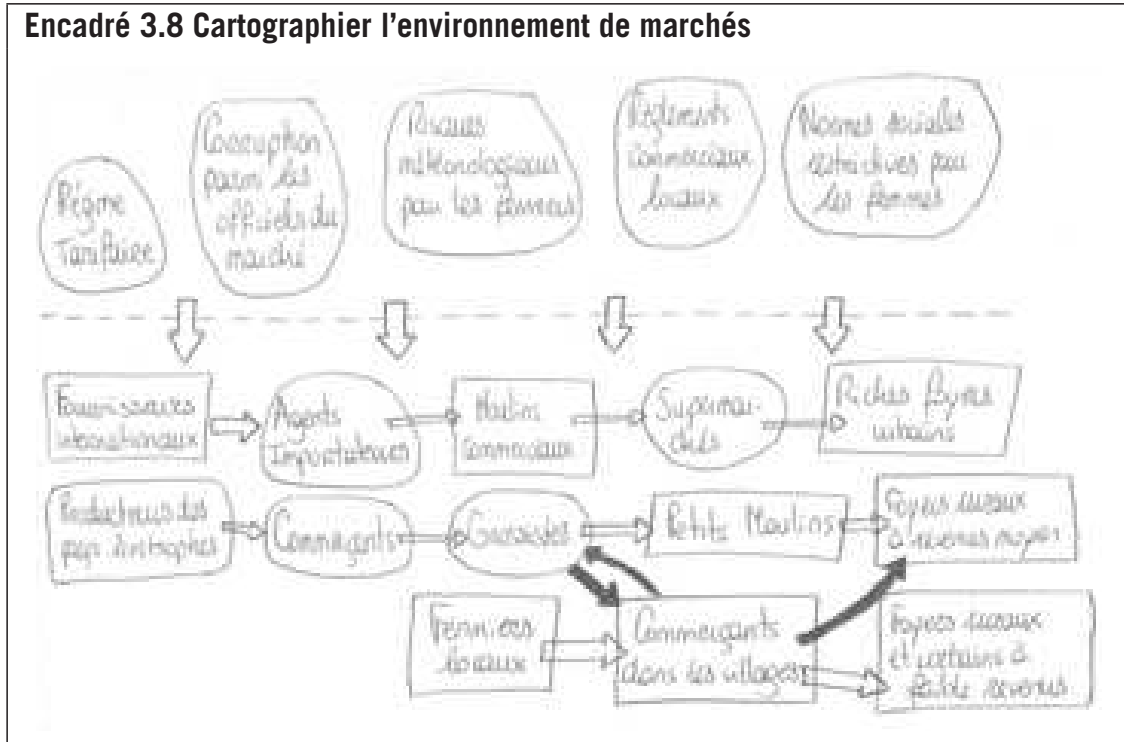 Encadré 3.8 Cartographier l'environnement de marchés
Régime
Tarifaire
Corruption
parmi les
officiels du
marché
Risques
météorologiques
pour les fermiers
Règlements
commerciaux
locaux
Normes sociales
restrictives pour
les femmes
Fournisseurs
internationaux
Agents
Importateurs
Moulins
Commerciaux
Supermar-
chés
Riches foyers
urbains
Producteurs des
pays
Commerçants
Grossistes
Petits Moulins
Foyers ruraux
à revenus moyens
Fermiers
locaux
Commerçants
dans les villages
Foyers ruraux
et urbains à
faible revenus